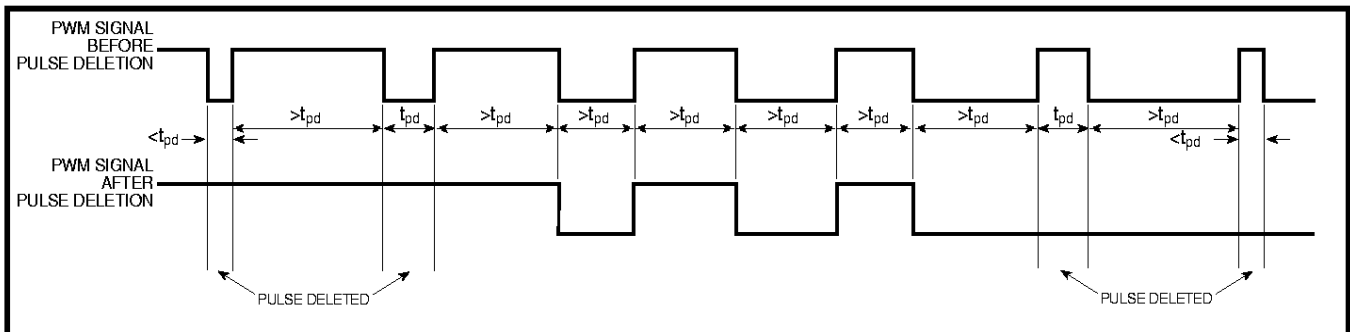 PWM SIGNAL
BEFORE
PULSE DELETION
>tpd
tpd
>tpd
>tpd
>tpd
>tpd
>tpd
>tpd
tpd
>tpd
<tpd
<tpd
PWM SIGNAL
AFTER
PULSE DELETION
PULSE DELETED
PULSE DELETED